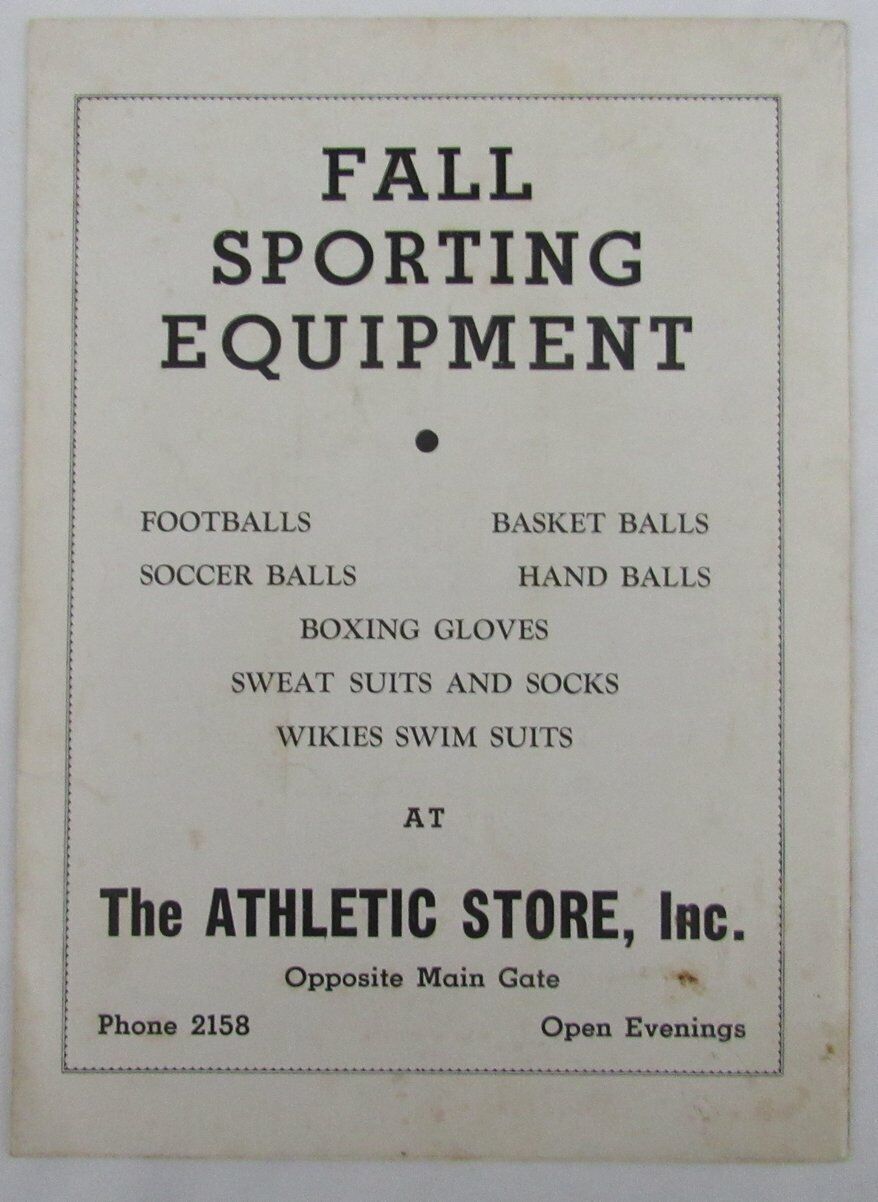 FALL
SPORTING
EQUIPMENT
FOOTBALLS BASKET BALLS
SOCCER BALLS HAND BALLS
BOXING GLOVES
SWEAT SUITS AND SOCKS
WIKIES SWIM SUITS
AT
The ATHLETIC STORE, Inc.
Opposite Main Gate
Phone 2158 Open Evenings